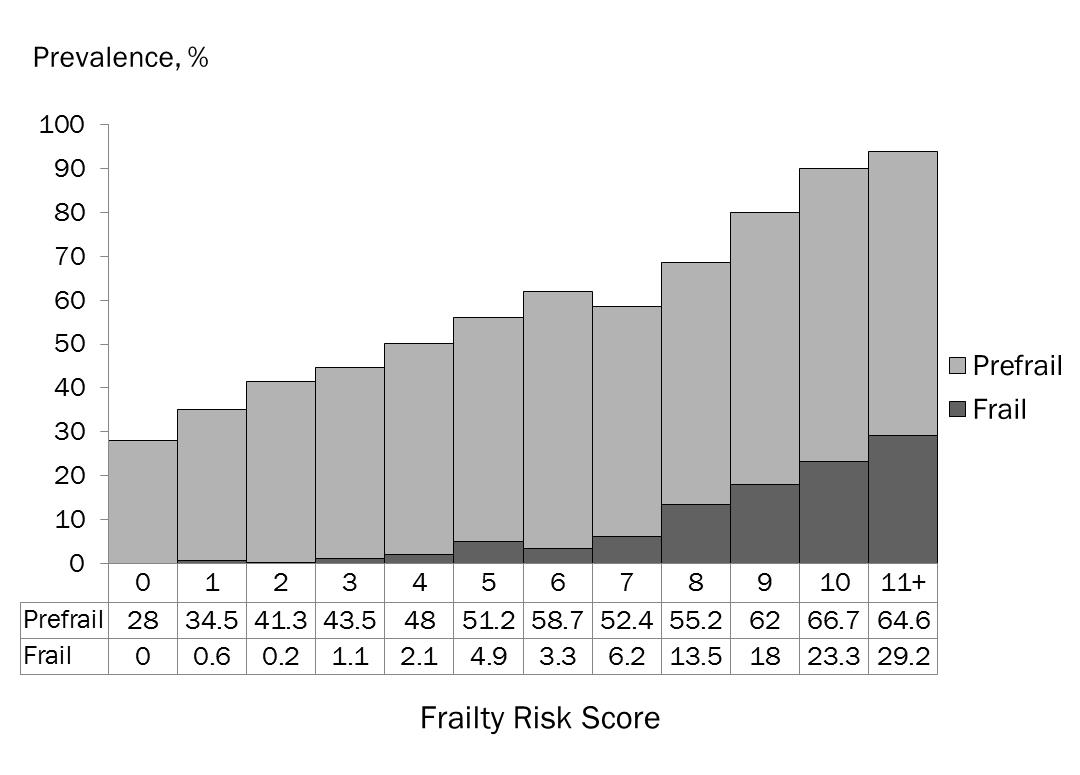 Prevalence, %
100
90
80
70
60
50
40
30
20
10
0
Prefrail
Frail
0 1 2 3 4 5 6 7 8 9 10 11+
Prefrail 28 34.5 41.3 43.5 48 51.2 58.7 52.4 55.2 62 66.7 64.6
Frail 0 0.6 0.2 1.1 2.1 4.9 3.3 6.2 13.5 18 23.3 29.2
Frailty Risk Score